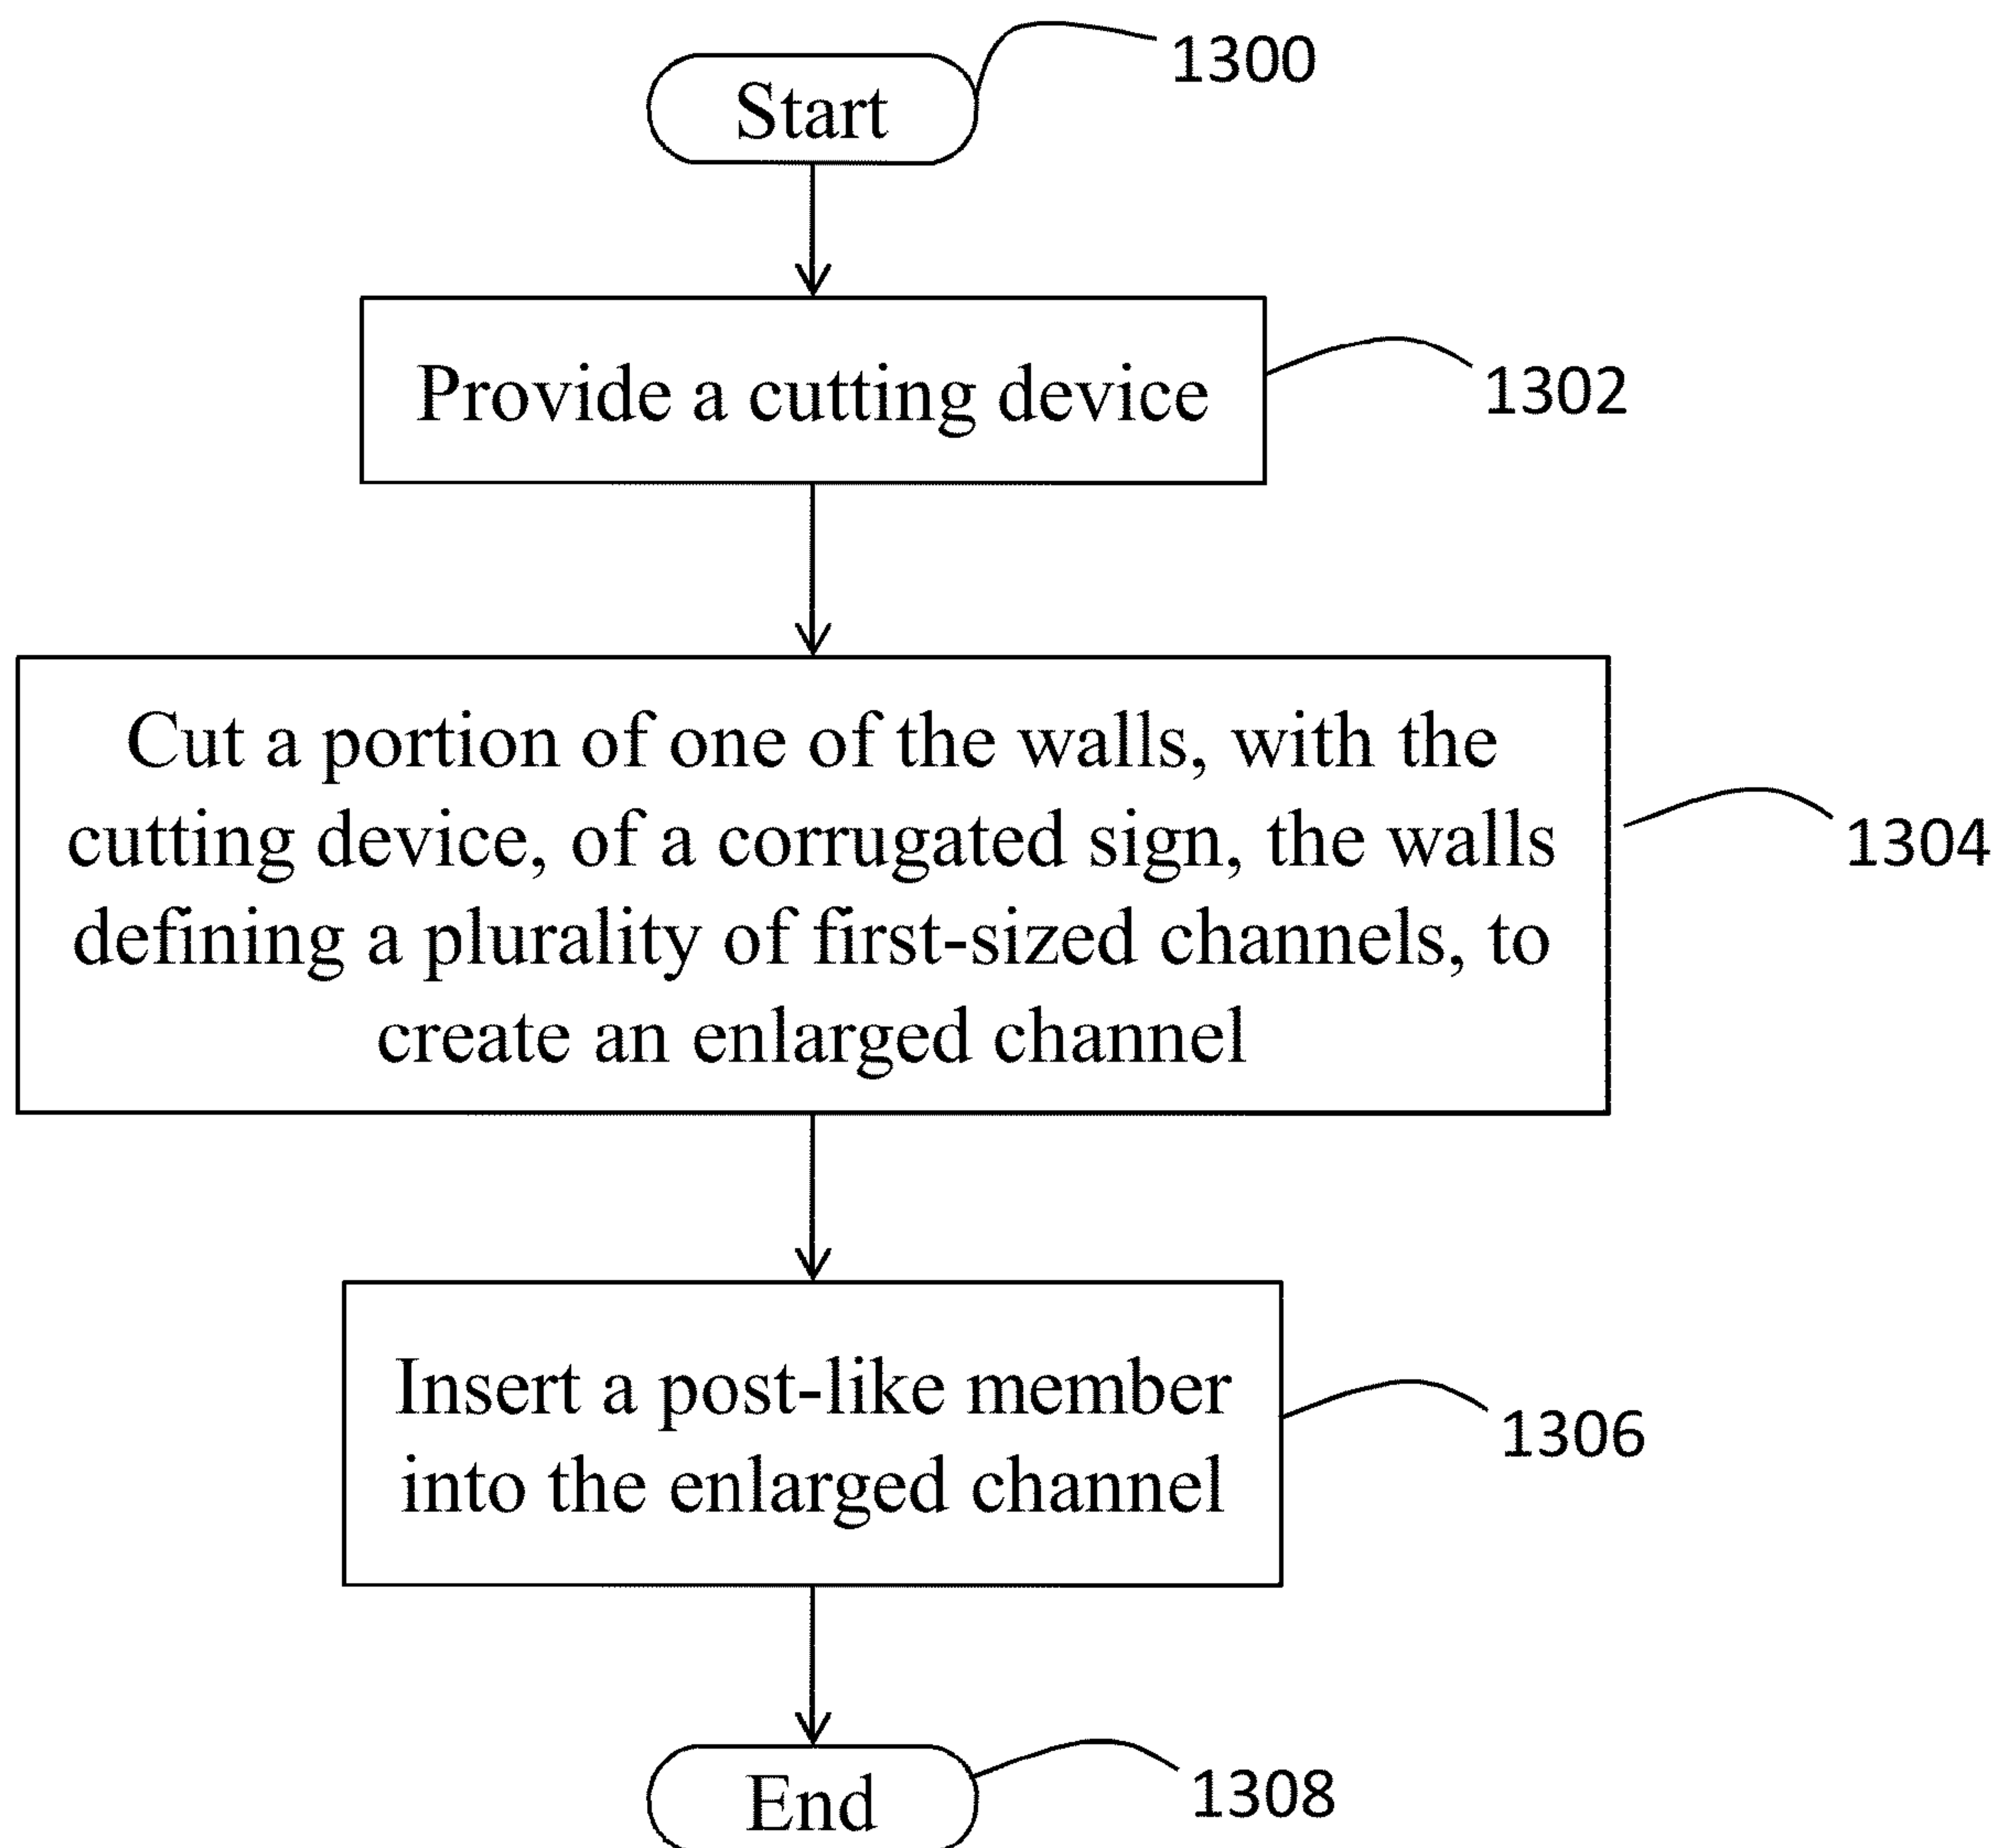 Start
1300
Provide a cutting device
1302
Cut a portion of one of the walls, with the
cutting device, of a corrugated sign, the walls
defining a plurality of first-sized channels, to
create an enlarged channel
1304
Insert a post-like member
into the enlarged channel
1306
End
1308